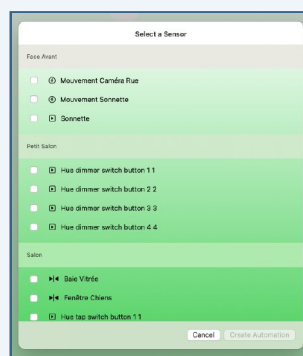 Select a Sensor
Face Avant
Mouvement Caméra Rue
Mouvement Sonnette
Sonnette
Petit Salon
Hue dimmer switch button 1 1
Hue dimmer switch button 2 2
Hue dimmer switch button 3 3
Hue dimmer switch button 4 4
Salon
Baie Vitrée
Fenêtre Chiens
Hue tap switch button 1 1
Cancel
Create Automation